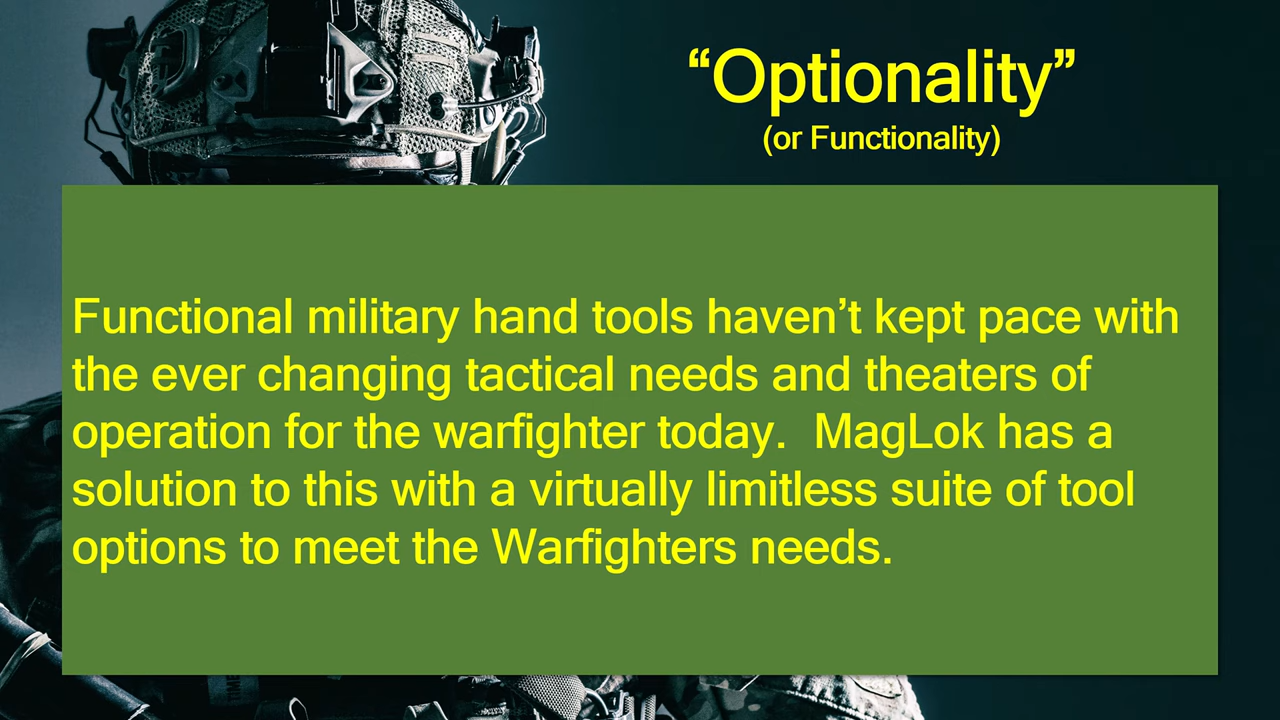 “Optionality”
(or Functionality)
Functional military hand tools haven’t kept pace with
the ever changing tactical needs and theaters of
operation for the warfighter today.  MagLok has a
solution to this with a virtually limitless suite of tool
options to meet the Warfighters needs.